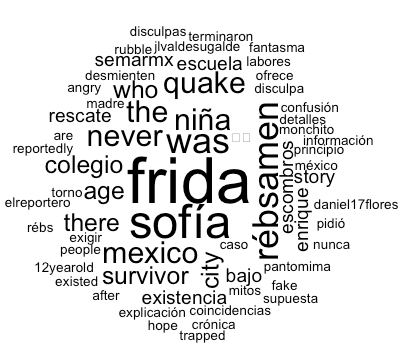 disculpas
terminaron
rubble jlvaldesugalde fantasma
semarmx escuela labores
desmienten who quake ofrece
angry disculpa
madre the niña confusión
rescate detalles
are never was monchito
reportedly información
colegio principio
frida rébsamen escombros enrique
age story méxico
elreportero torno
rébs there sofía daniel17flores
exigir pidió
people mexico city caso nunca
12yearold survivor bajo pantomima
existed mitos fake
after existencia supuesta
explicación coincidencias
hope crónica
trapped